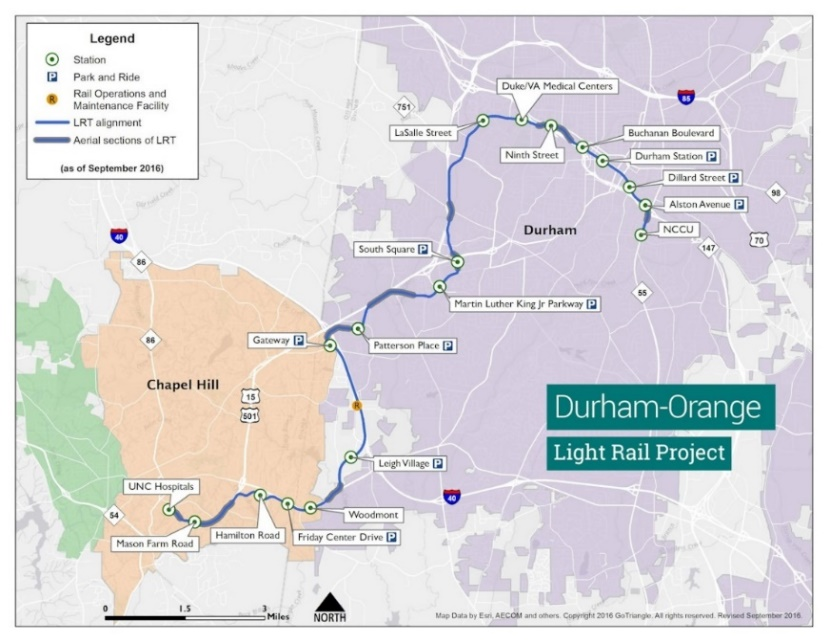 Legend
Station
P Park and Ride
R Rail Operations and
Maintenance Facility
LRT alignment
Aerial sections of LRT
(as of September 2016)
Duke/VA Medical Centers
751
85
LaSalle Street
Buchanan Boulevard
Ninth Street
Durham Station P
Dillard Street P
98
Alston Avenue P
NCCU
Durham
40
86
South Square P
147
70
55
Martin Luther King Jr Parkway P
86
Gateway P
Patterson Place P
Chapel Hill
15
501
R
Durham-Orange
Light Rail Project
Leigh Village P
UNC Hospitals
40
54
Woodmont
Mason Farm Road
Hamilton Road
Friday Center Drive P
0 1.5 3
Miles
NORTH
Map Data by Esri, AECOM and others. Copyright 2016 GoTriangle. All rights reserved. Revised September 2016.